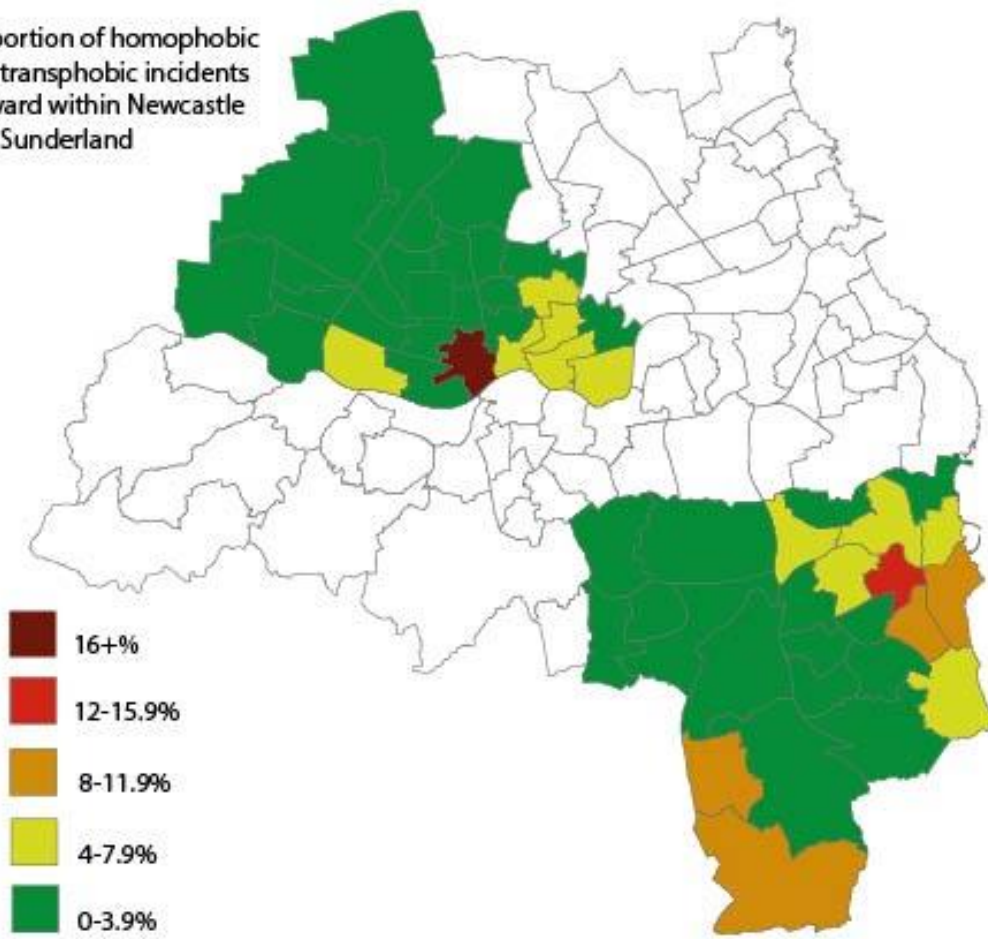 portion of homophobic
transphobic incidents
ward within Newcastle
Sunderland
16+%
12-15.9%
8-11.9%
4-7.9%
0-3.9%